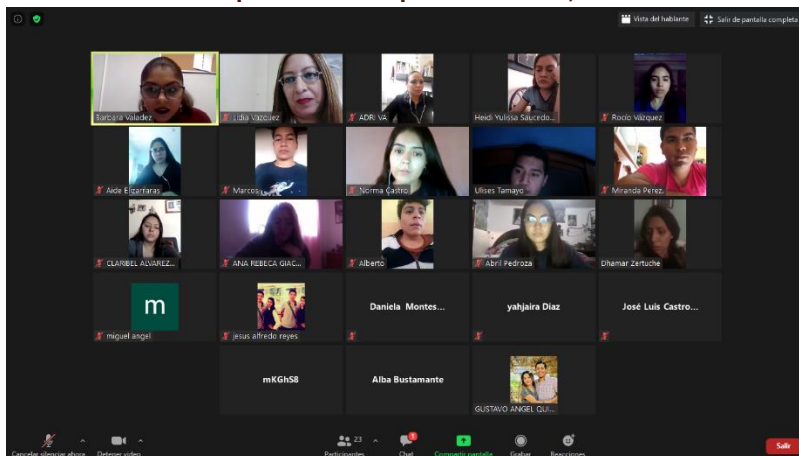 Vista del hablante
Salir de pantalla completa
Barbara Valadez
Lidia Vazquez
ADRI VA
Heidi Yulissa Saucedo...
Rocío Vázquez
Aide Elizarraras
Marcos
Norma Castro
Ulises Tamayo
Miranda Perez.
CLARIBEL ALVAREZ...
ANA REBECA GIAC...
Alberto
Abril Pedroza
Dhamar Zertuche
m
miguel angel
jesus alfredo reyes
Daniela Montes...
yahjaira Diaz
José Luis Castro...
mKGhS8
Alba Bustamante
GUSTAVO ANGEL QUI...
Cancelar silenciar ahora
Detener video
23
Participantes
1
Chat
Compartir pantalla
Grabar
Reacciones
Salir